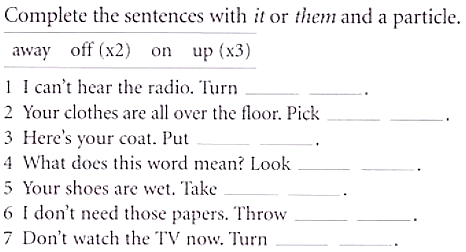 Complete the sentences with it or them and a particle.
away off (x2) on up (x3)
1 I can't hear the radio. Turn ______ ______ .
2 Your clothes are all over the floor. Pick ______ ______ .
3 Here's your coat. Put ______ ______ .
4 What does this word mean? Look ______ ______ .
5 Your shoes are wet. Take ______ ______ .
6 I don't need those papers. Throw ______ ______ .
7 Don't watch the TV now. Turn ______ ______ .